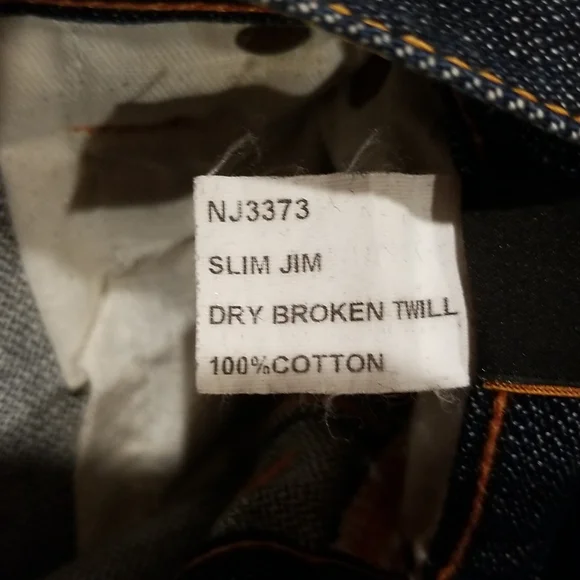 NJ3373
SLIM JIM
DRY BROKEN TWILL
100%COTTON